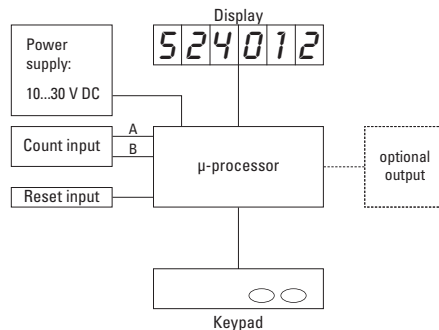 Display
524012
Power
supply:
10...30 V DC
Count input
A
B
µ-processor
optional
output
Reset input
Keypad